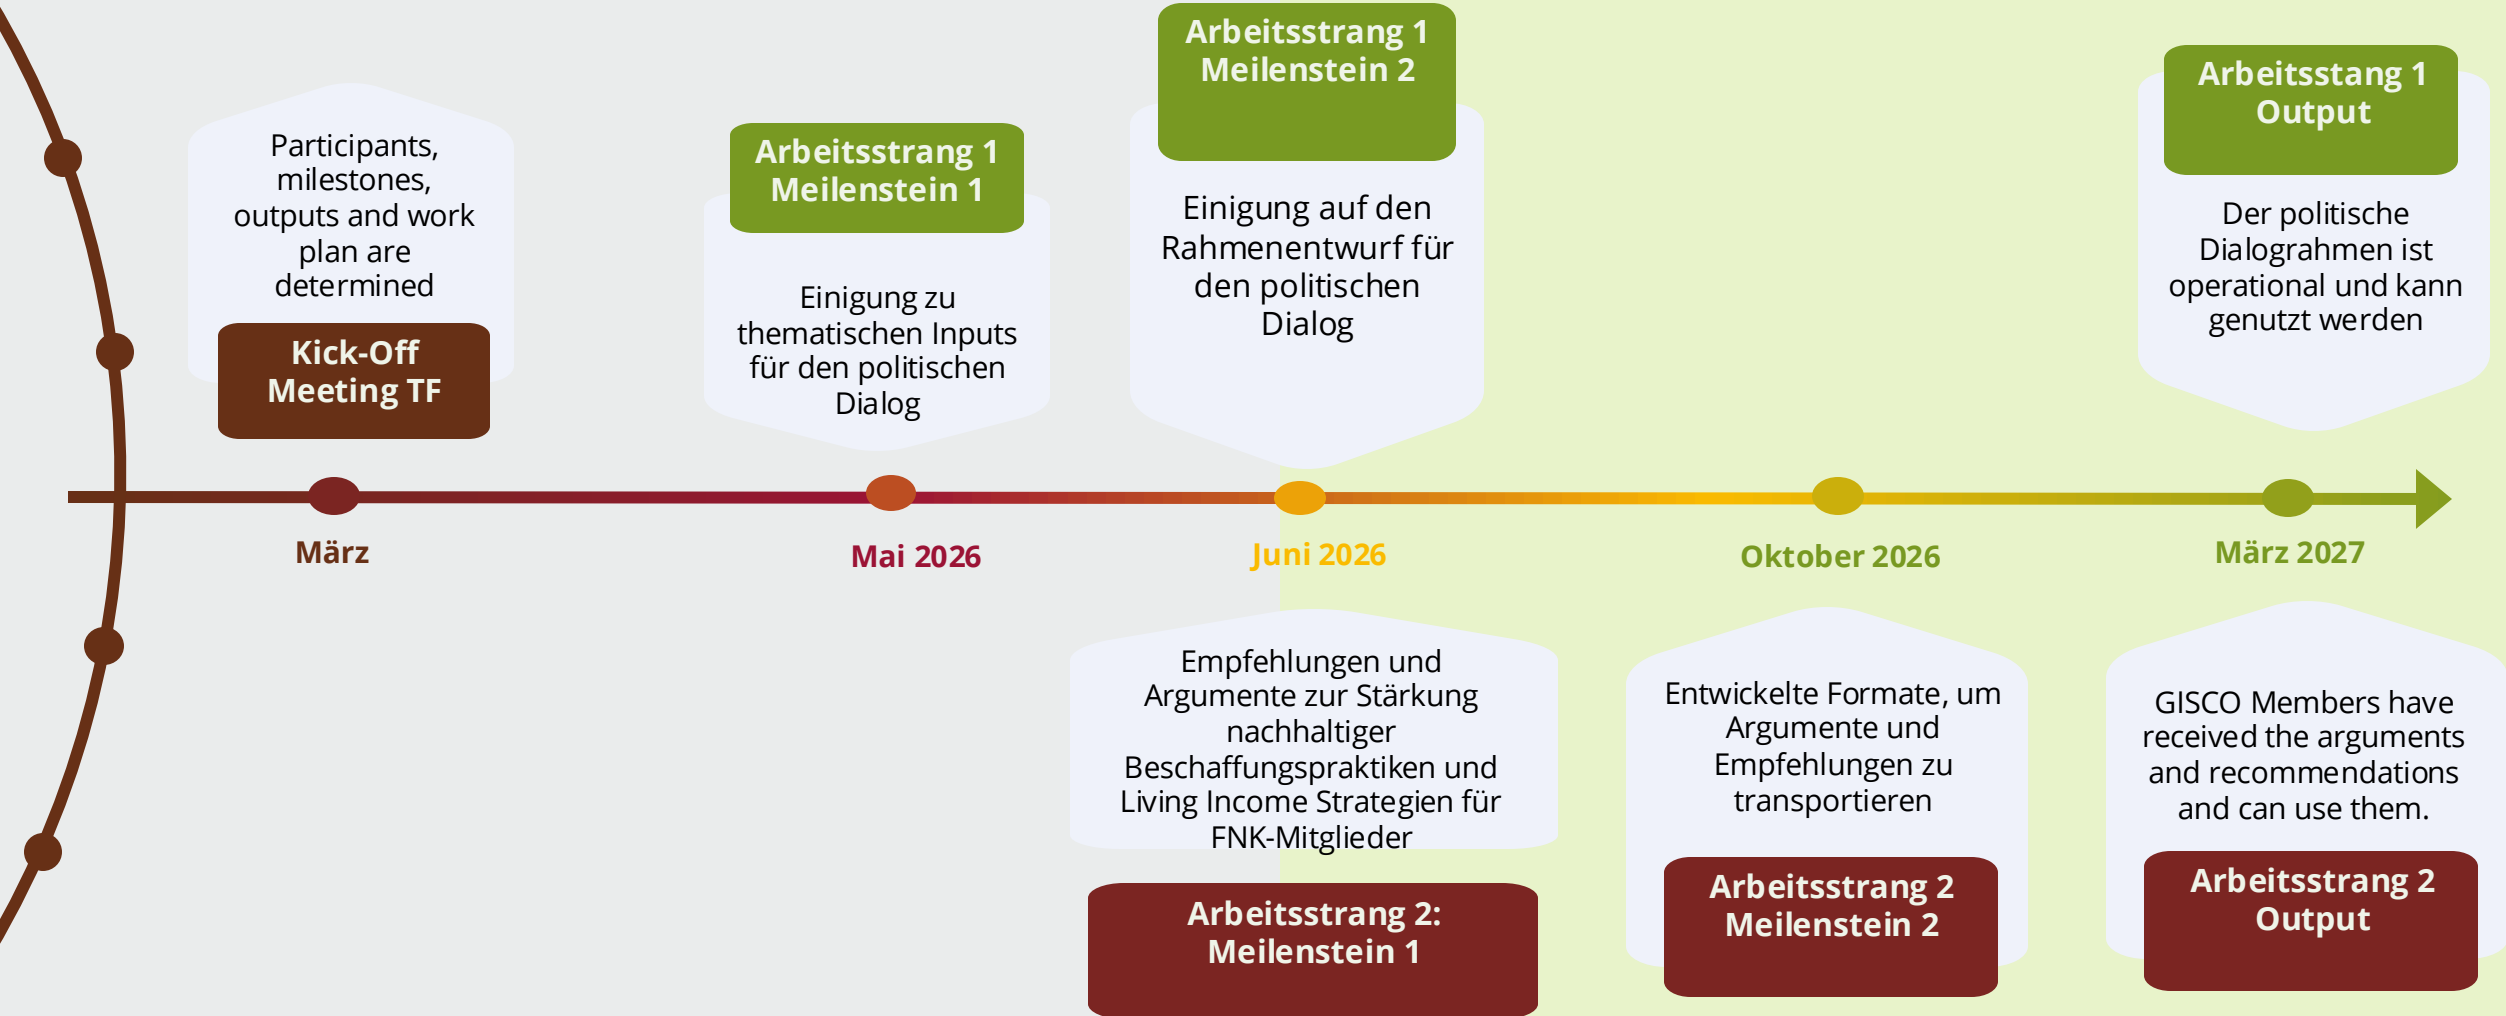 Participants,
milestones,
outputs and work
plan are
determined
Kick-Off
Meeting TF
Arbeitsstrang 1
Meilenstein 1
Einigung zu
thematischen Inputs
für den politischen
Dialog
Arbeitsstrang 1
Meilenstein 2
Einigung auf den
Rahmenentwurf für
den politischen
Dialog
Arbeitsstang 1
Output
Der politische
Dialograhmen ist
operational und kann
genutzt werden
März
Mai 2026
Juni 2026
Oktober 2026
März 2027
Empfehlungen und
Argumente zur Stärkung
nachhaltiger
Beschaffungspraktiken und
Living Income Strategien für
FNK-Mitglieder
Arbeitsstrang 2:
Meilenstein 1
Entwickelte Formate, um
Argumente und
Empfehlungen zu
transportieren
Arbeitsstrang 2
Meilenstein 2
GISCO Members have
received the arguments
and recommendations
and can use them.
Arbeitsstrang 2
Output